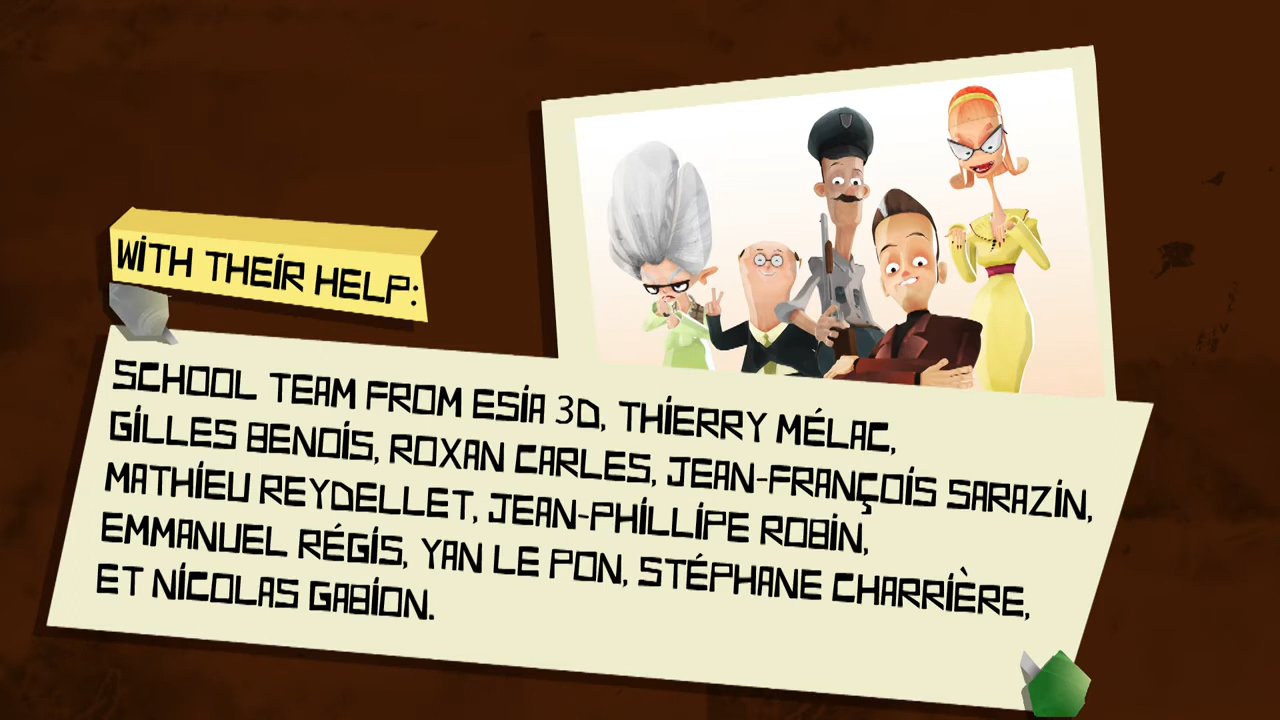 WITH THEIR HELP:
SCHOOL TEAM FROM ESIA 3D, THIERRY MÉLAC,
GILLES BENOIS, ROXAN CARLES, JEAN-FRANÇOIS SARAZIN,
MATHIEU REYDELLET, JEAN-PHILLIPE ROBIN,
EMMANUEL RÉGIS, YAN LE PON, STÉPHANE CHARRIÈRE,
ET NICOLAS GABION.